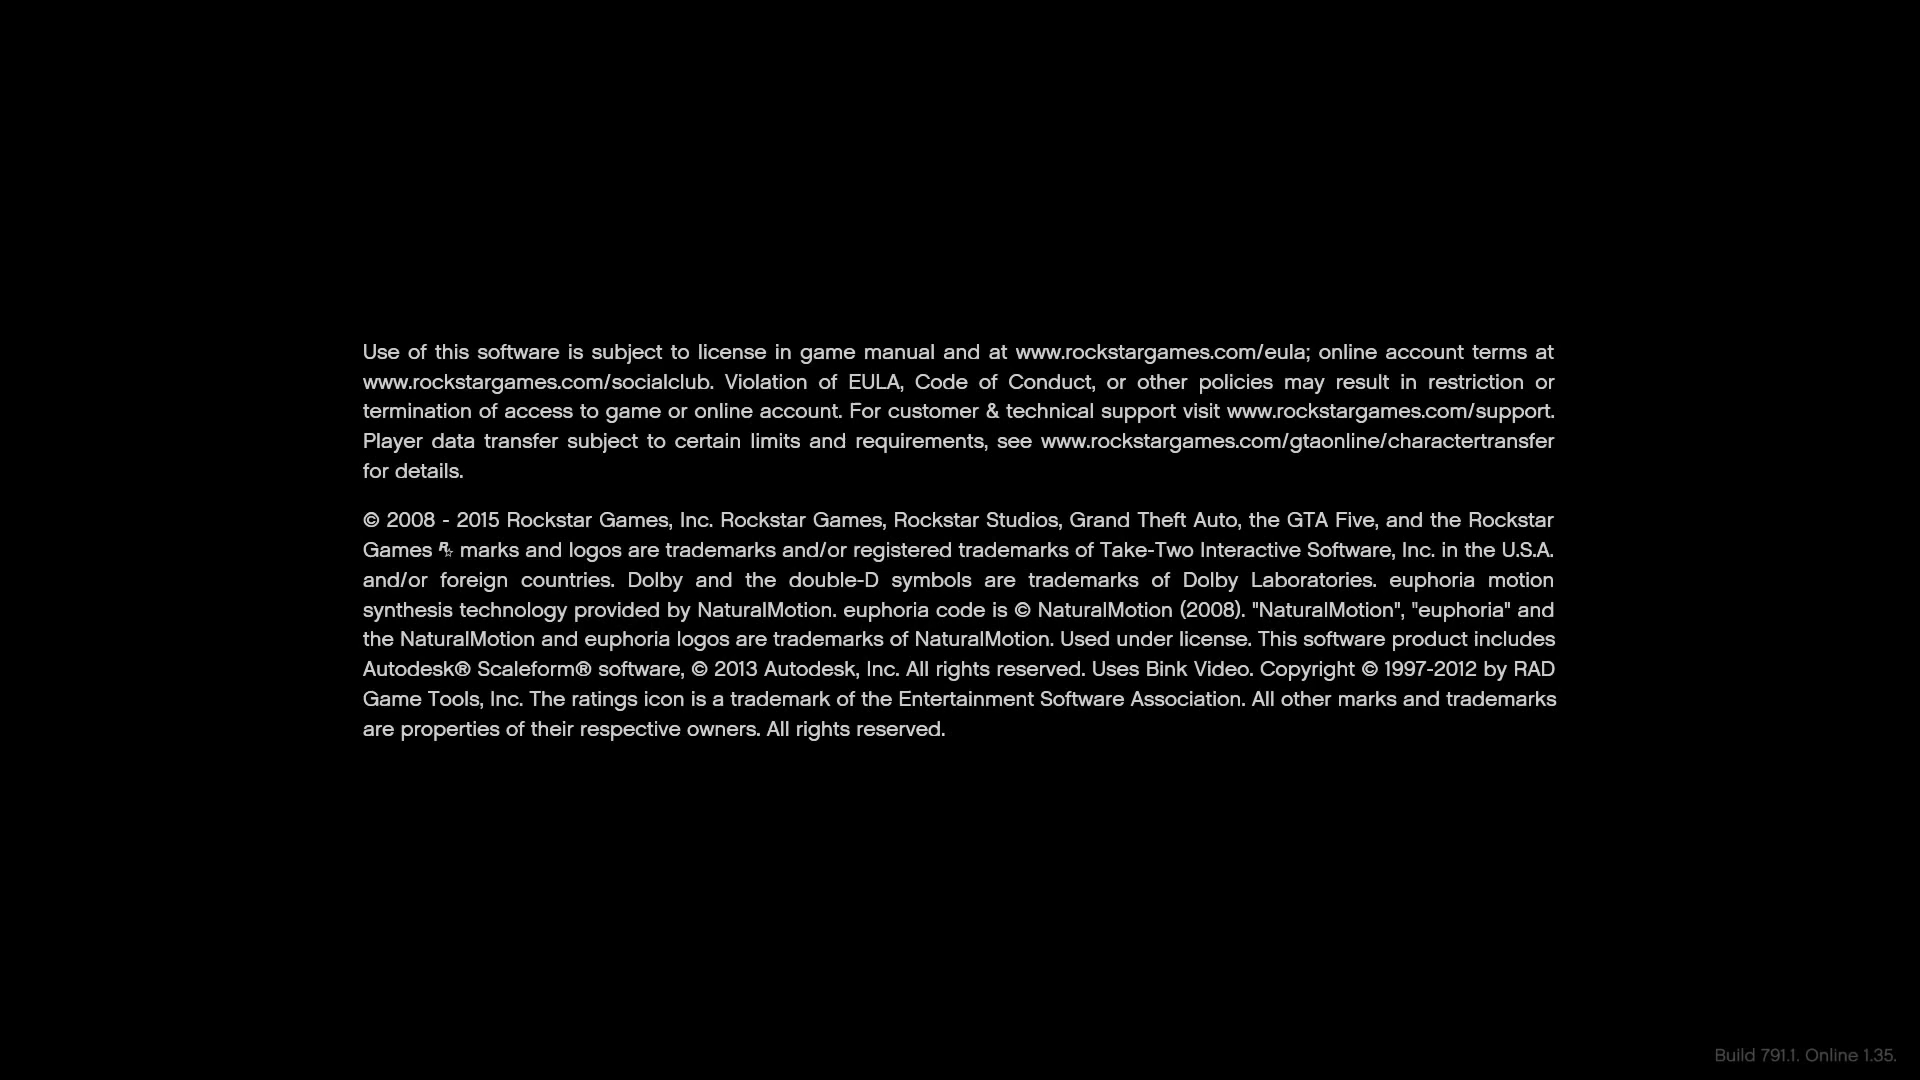 Use of this software is subject to license in game manual and at www.rockstargames.com/eula; online account terms at
www.rockstargames.com/socialclub. Violation of EULA, Code of Conduct, or other policies may result in restriction or
termination of access to game or online account. For customer & technical support visit www.rockstargames.com/support.
Player data transfer subject to certain limits and requirements, see www.rockstargames.com/gtaonline/charactertransfer
for details.
© 2008 - 2015 Rockstar Games, Inc. Rockstar Games, Rockstar Studios, Grand Theft Auto, the GTA Five, and the Rockstar
Games R* marks and logos are trademarks and/or registered trademarks of Take-Two Interactive Software, Inc. in the U.S.A.
and/or foreign countries. Dolby and the double-D symbols are trademarks of Dolby Laboratories. euphoria motion
synthesis technology provided by NaturalMotion. euphoria code is © NaturalMotion (2008). "NaturalMotion", "euphoria" and
the NaturalMotion and euphoria logos are trademarks of NaturalMotion. Used under license. This software product includes
Autodesk® Scaleform® software, © 2013 Autodesk, Inc. All rights reserved. Uses Bink Video. Copyright © 1997-2012 by RAD
Game Tools, Inc. The ratings icon is a trademark of the Entertainment Software Association. All other marks and trademarks
are properties of their respective owners. All rights reserved.
Build 791.1. Online 1.35.